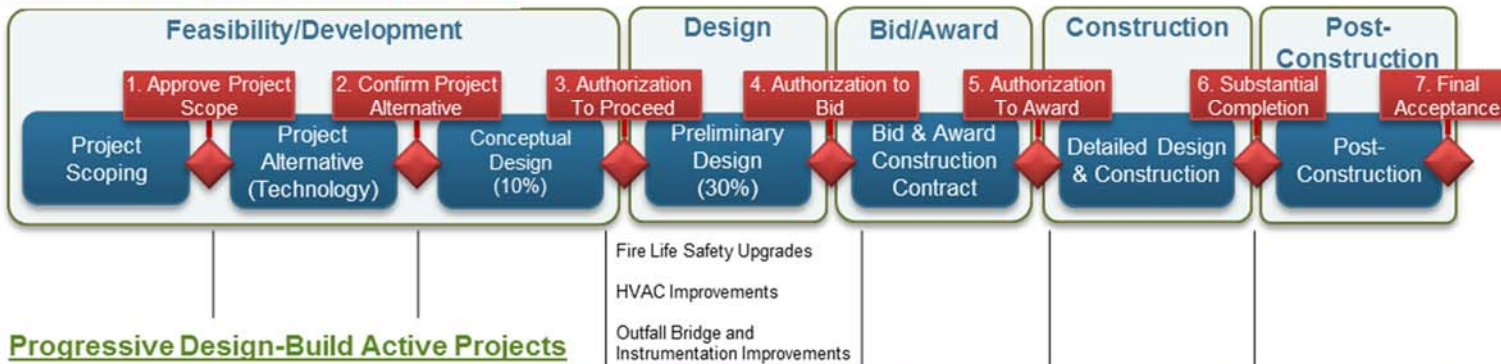 Feasibility/Development
Design
Bid/Award
Construction
Post-
Construction
1. Approve Project
Scope
2. Confirm Project
Alternative
3. Authorization
To Proceed
4. Authorization to
Bid
5. Authorization
To Award
6. Substantial
Completion
7. Final
Acceptance
Project
Scoping
Project
Alternative
(Technology)
Conceptual
Design
(10%)
Preliminary
Design
(30%)
Bid & Award
Construction
Contract
Detailed Design
& Construction
Post-
Construction
Fire Life Safety Upgrades
HVAC Improvements
Outfall Bridge and
Instrumentation Improvements
Progressive Design-Build Active Projects